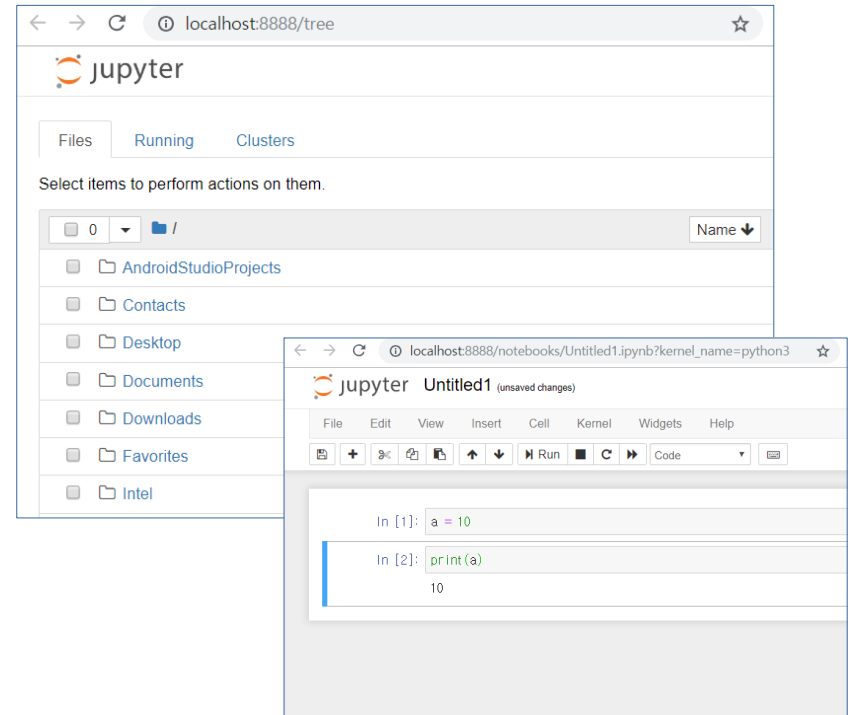 localhost:8888/tree
jupyter
Files Running Clusters
Select items to perform actions on them.
0 / Name
AndroidStudioProjects
Contacts
Desktop
Documents
Downloads
Favorites
Intel
localhost:8888/notebooks/Untitled1.ipynb?kernel_name=python3
jupyter Untitled1 (unsaved changes)
File Edit View Insert Cell Kernel Widgets Help
Run Code
In [1]: a = 10
In [2]: print(a)
10